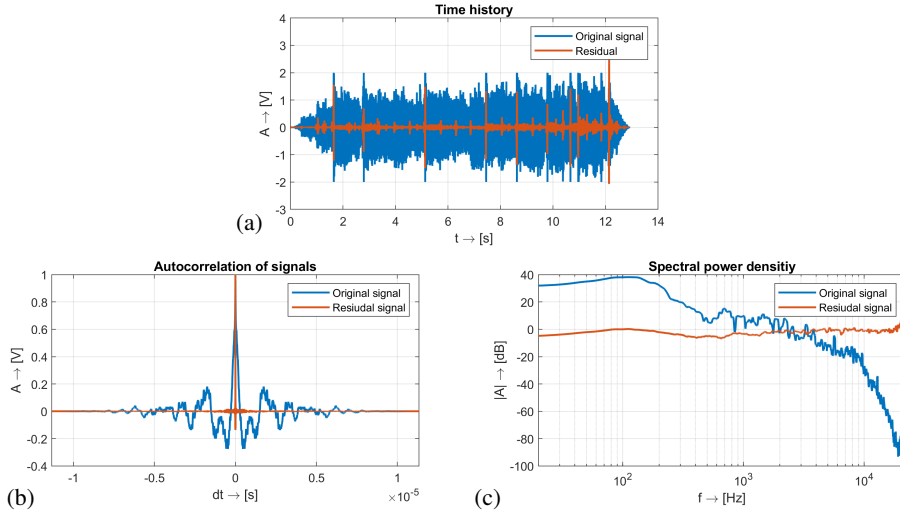 Time history
4
3
2
1
0
-1
-2
-3
A → [V]
Original signal
Residual
0 2 4 6 8 10 12 14
t → [s]
(a)
Autocorrelation of signals
1
0.8
0.6
0.4
0.2
0
-0.2
-0.4
A → [V]
Original signal
Resiudal signal
-1 -0.5 0 0.5 1
×10⁻⁵
dt → [s]
(b)
Spectral power densitiy
40
20
0
-20
-40
-60
-80
-100
|A| → [dB]
Original signal
Residual signal
10² 10³ 10⁴
f → [Hz]
(c)